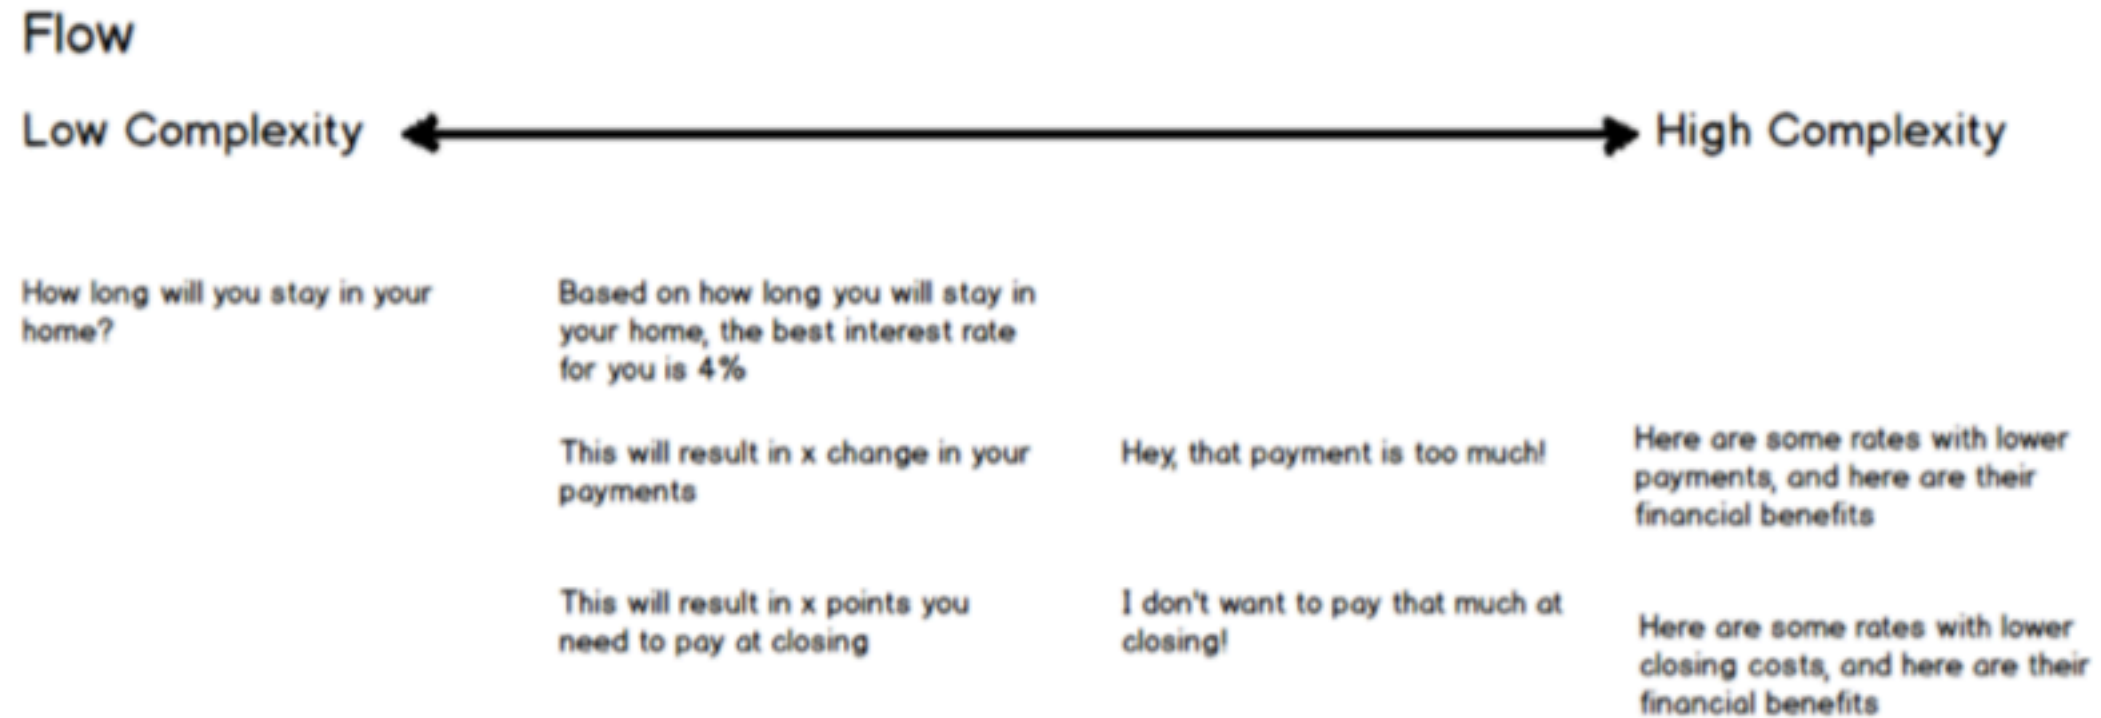 Flow
Low Complexity
High Complexity
How long will you stay in your
home?
Based on how long you will stay in
your home, the best interest rate
for you is 4%
This will result in x change in your
payments
Hey, that payment is too much!
Here are some rates with lower
payments, and here are their
financial benefits
This will result in x points you
need to pay at closing
I don't want to pay that much at
closing!
Here are some rates with lower
closing costs, and here are their
financial benefits